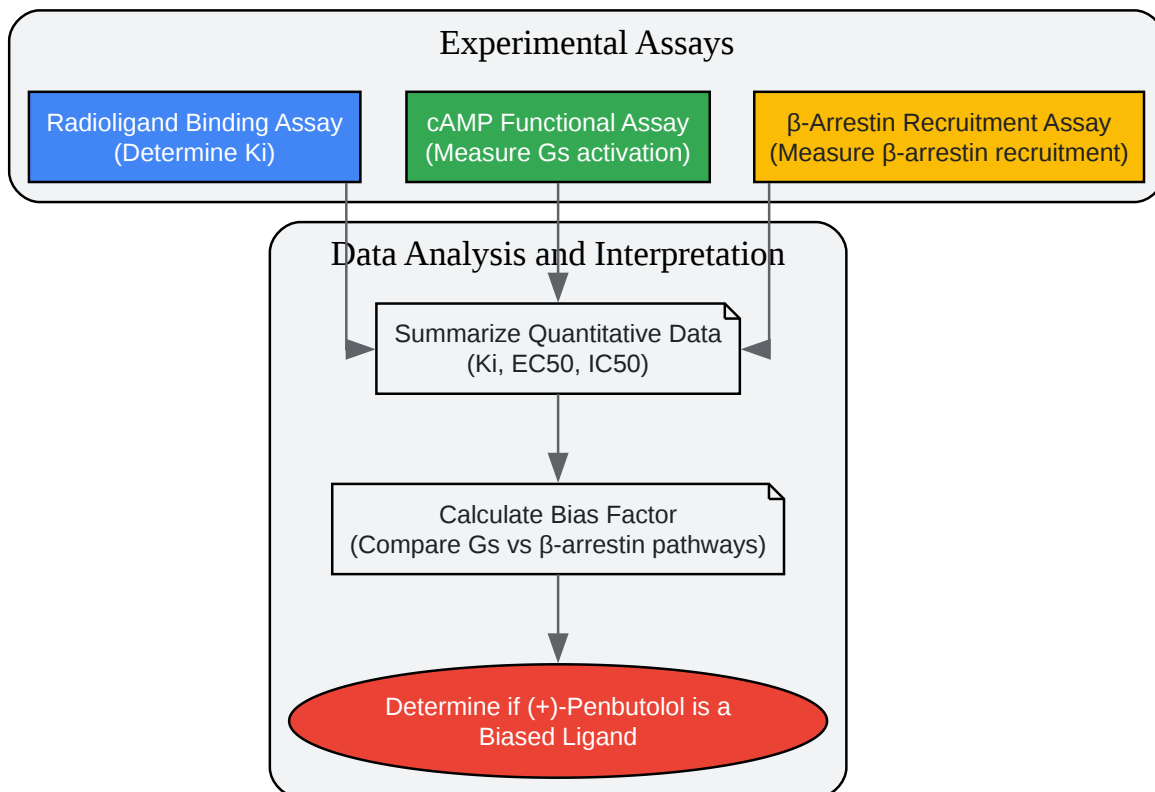 Experimental Assays
Radioligand Binding Assay
(Determine Ki)
cAMP Functional Assay
(Measure Gs activation)
β-Arrestin Recruitment Assay
(Measure β-arrestin recruitment)
Data Analysis and Interpretation
Summarize Quantitative Data
(Ki, EC50, IC50)
Calculate Bias Factor
(Compare Gs vs β-arrestin pathways)
Determine if (+)-Penbutolol is a
Biased Ligand